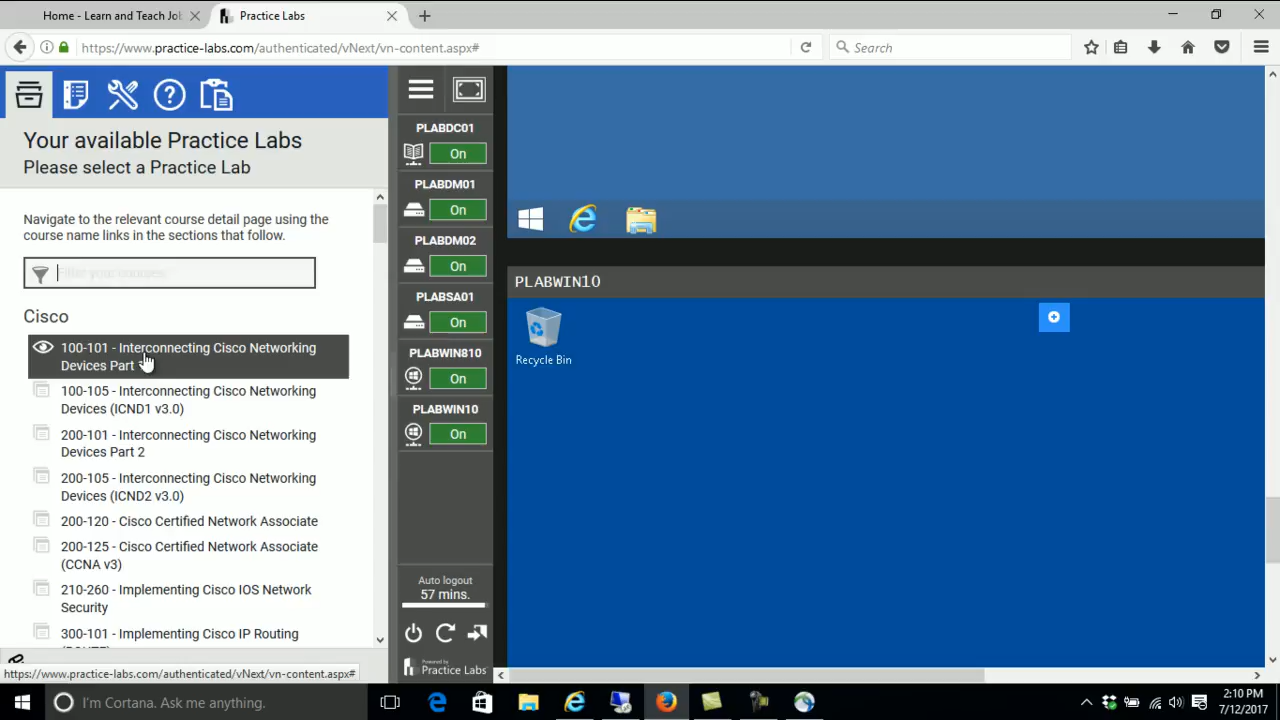 Home - Learn and Teach Jol
Practice Labs
https://www.practice-labs.com/authenticated/vNext/vn-content.aspx#
Search
Your available Practice Labs
Please select a Practice Lab
Navigate to the relevant course detail page using the
course name links in the sections that follow.
Cisco
100-101 - Interconnecting Cisco Networking
Devices Part
100-105 - Interconnecting Cisco Networking
Devices (ICND1 v3.0)
200-101 - Interconnecting Cisco Networking
Devices Part 2
200-105 - Interconnecting Cisco Networking
Devices (ICND2 v3.0)
200-120 - Cisco Certified Network Associate
200-125 - Cisco Certified Network Associate
(CCNA v3)
210-260 - Implementing Cisco IOS Network
Security
300-101 - Implementing Cisco IP Routing
https://www.practice-labs.com/authenticated/vNext/vn-content.aspx#
PLABDC01
On
PLABDM01
On
PLABDM02
On
PLABSA01
On
PLABWIN810
On
PLABWIN10
On
Auto logout
57 mins.
Powered by
Practice Labs
PLABWIN10
Recycle Bin
I'm Cortana. Ask me anything.
2:10 PM
7/12/2017